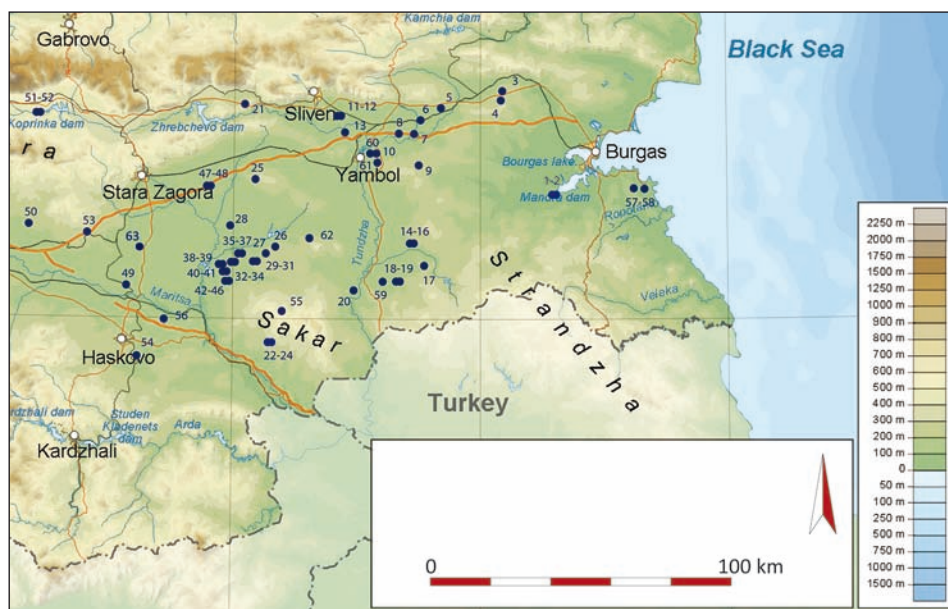 Gabrovo
Kamchia dam
Black Sea
51-52
Koprinka dam
21
Zhrebchevo dam
Sliven
11-12
13
3
4
5
6
7
8
60
10
61
Yambol
9
Bourgas lake
Burgas
1-2
Mandra dam
57-58
ra
Stara Zagora
47-48
25
50
53
63
28
35-37
27
26
62
38-39
40-41
32-34
29-31
42-46
Tundzha
14-16
18-19
17
59
20
49
Maritsa
56
55
Sakar
22-24
Strandzha
Veleka
Haskovo
54
Turkey
Studen
Kladenets
dam
Arda
Kardzhali
0
100 km
2250 m
2000 m
1750 m
1500 m
1250 m
1000 m
900 m
800 m
700 m
600 m
500 m
400 m
300 m
200 m
100 m
0
50 m
100 m
250 m
500 m
750 m
1000 m
1500 m